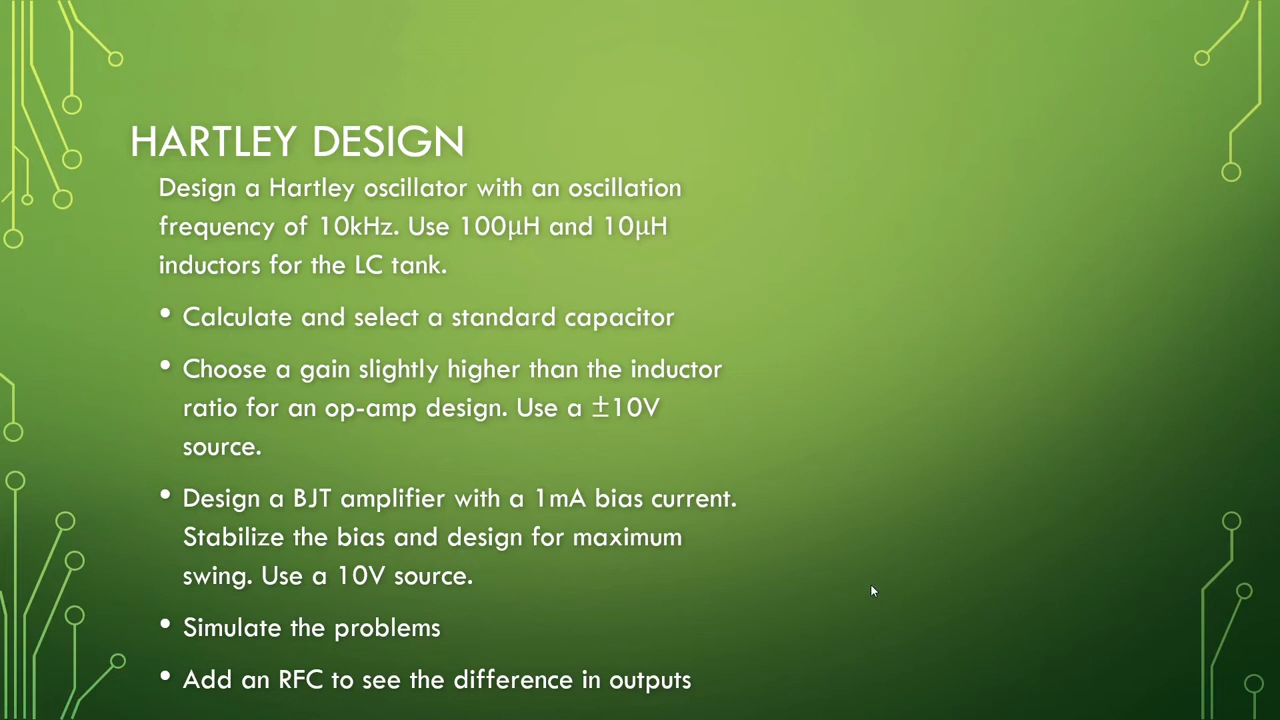 HARTLEY DESIGN
Design a Hartley oscillator with an oscillation
frequency of 10kHz. Use 100µH and 10µH
inductors for the LC tank.
• Calculate and select a standard capacitor
• Choose a gain slightly higher than the inductor
ratio for an op-amp design. Use a ±10V
source.
• Design a BJT amplifier with a 1mA bias current.
Stabilize the bias and design for maximum
swing. Use a 10V source.
• Simulate the problems
• Add an RFC to see the difference in outputs